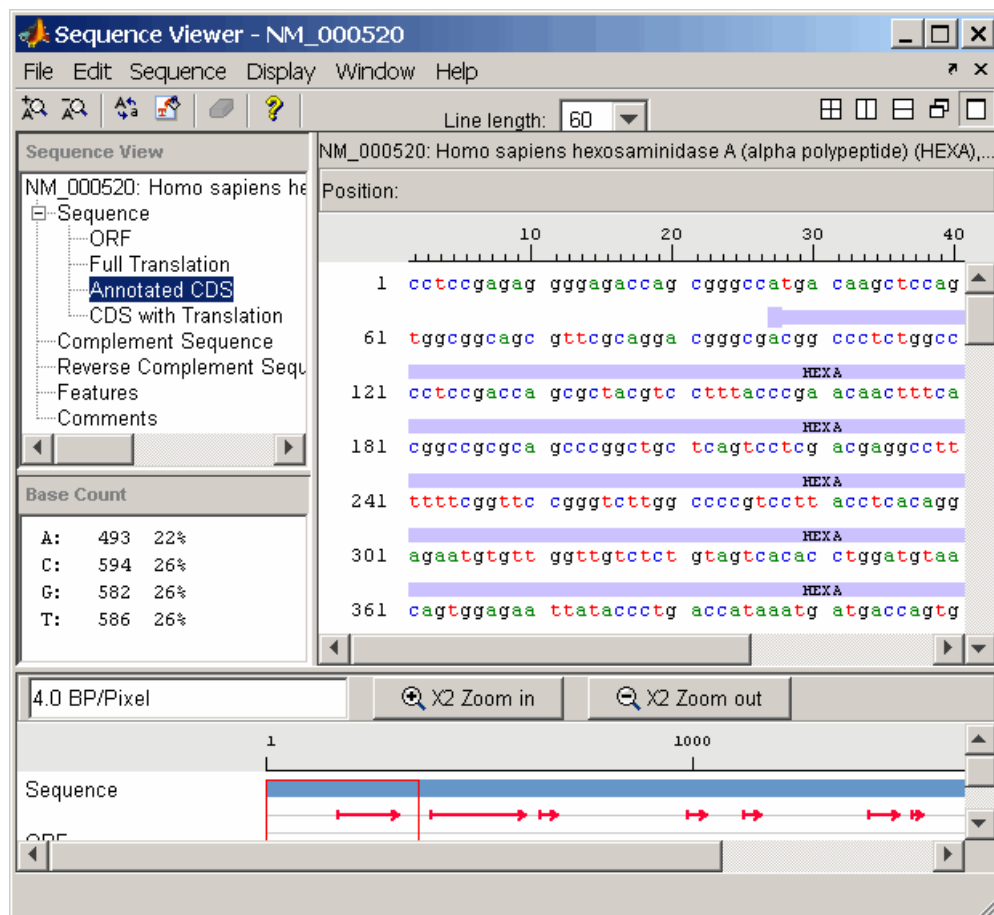 Sequence Viewer - NM_000520
File Edit Sequence Display Window Help
Line length: 60
Sequence View
NM_000520: Homo sapiens he
Sequence
ORF
Full Translation
Annotated CDS
CDS with Translation
Complement Sequence
Reverse Complement Sequ
Features
Comments
Base Count
A: 493 22%
C: 594 26%
G: 582 26%
T: 586 26%
NM_000520: Homo sapiens hexosaminidase A (alpha polypeptide) (HEXA),...
Position:
10 20 30 40
1 cctccgagag gggagaccag cgggccatga caagctccag
61 tggcggcagc gttcgcagga cgggcgacgg ccctctggcc
HEXA
121 cctccgacca gcgctacgtc ctttacccga acaactttca
HEXA
181 cggccgcgca gcccggctgc tcagtcctcg acgaggcctt
HEXA
241 ttttcggttc cgggtcttgg ccccgtcctt acctcacagg
HEXA
301 agaatgtgtt ggttgtctct gtagtcacac ctggatgtaa
HEXA
361 cagtggagaa ttataccctg accataaatg atgaccagtg
4.0 BP/Pixel X2 Zoom in X2 Zoom out
1 1000
Sequence
ORF